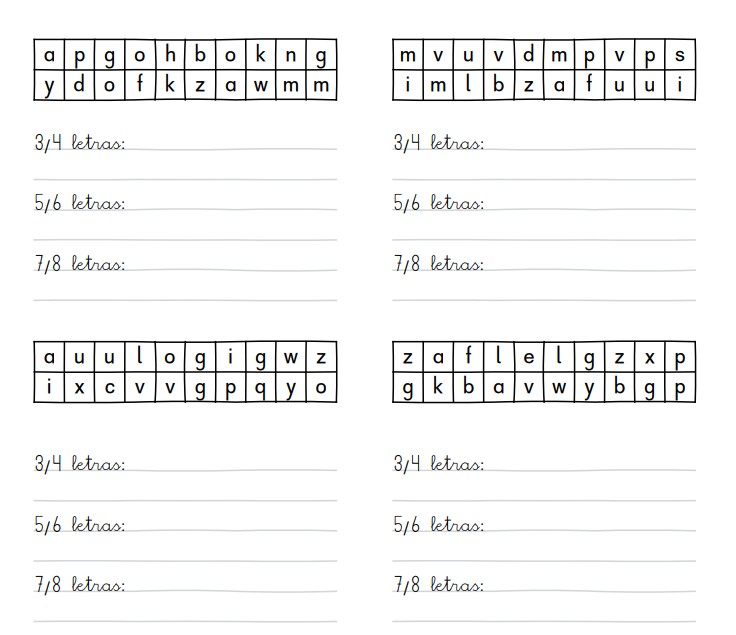 a p g o h b o k n g
y d o f k z a w m m
3/4 letras:
5/6 letras:
7/8 letras:
m v u v d m p v p s
i m l b z a f u u i
3/4 letras:
5/6 letras:
7/8 letras:
a u u l o g i g w z
i x c v v g p q y o
3/4 letras:
5/6 letras:
7/8 letras:
z a f l e l g z x p
g k b a v w y b g p
3/4 letras:
5/6 letras:
7/8 letras: